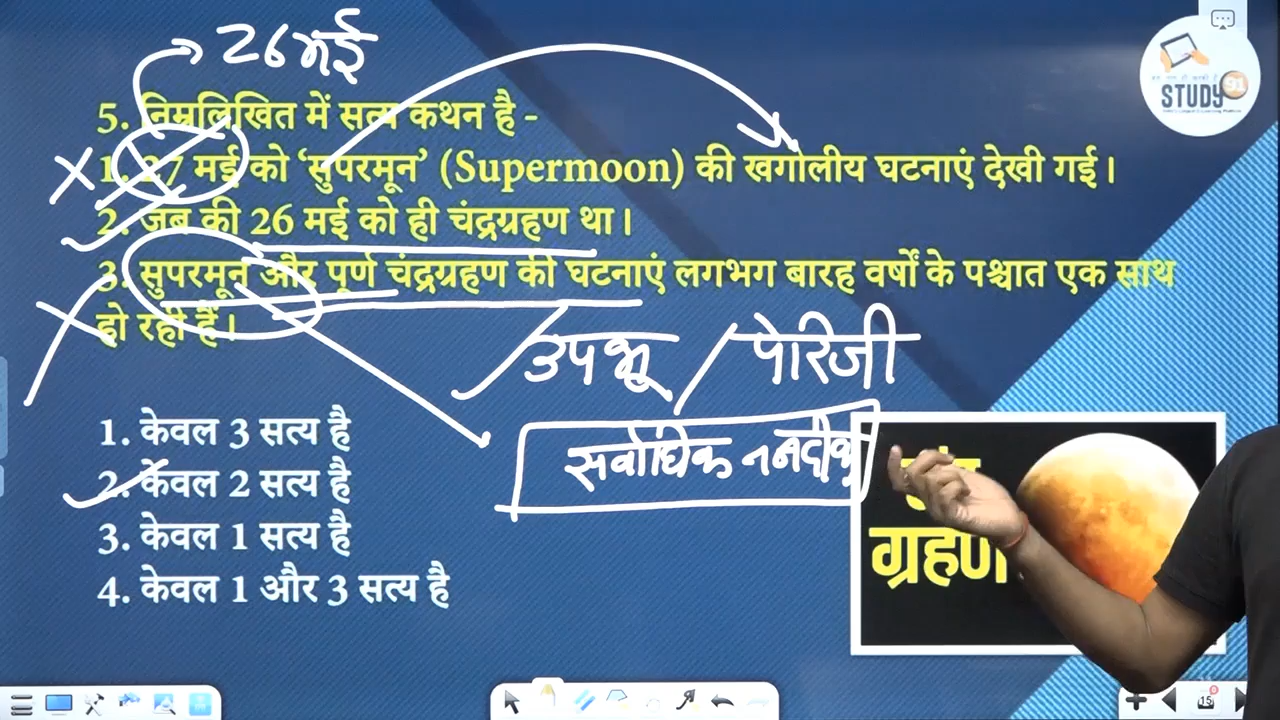 26 मई
5. निम्नलिखित में सत्य कथन है -
1. 27 मई को 'सुपरमून' (Supermoon) की खगोलीय घटनाएं देखी गई।
2. जब की 26 मई को ही चंद्रग्रहण था।
3. सुपरमून और पूर्ण चंद्रग्रहण की घटनाएं लगभग बारह वर्षों के पश्चात एक साथ
हो रही हैं।
उपभू / पेरिजी
सर्वाधिक
1. केवल 3 सत्य है
2. केवल 2 सत्य है
3. केवल 1 सत्य है
4. केवल 1 और 3 सत्य है
ग्रहण
STUDY 91
15